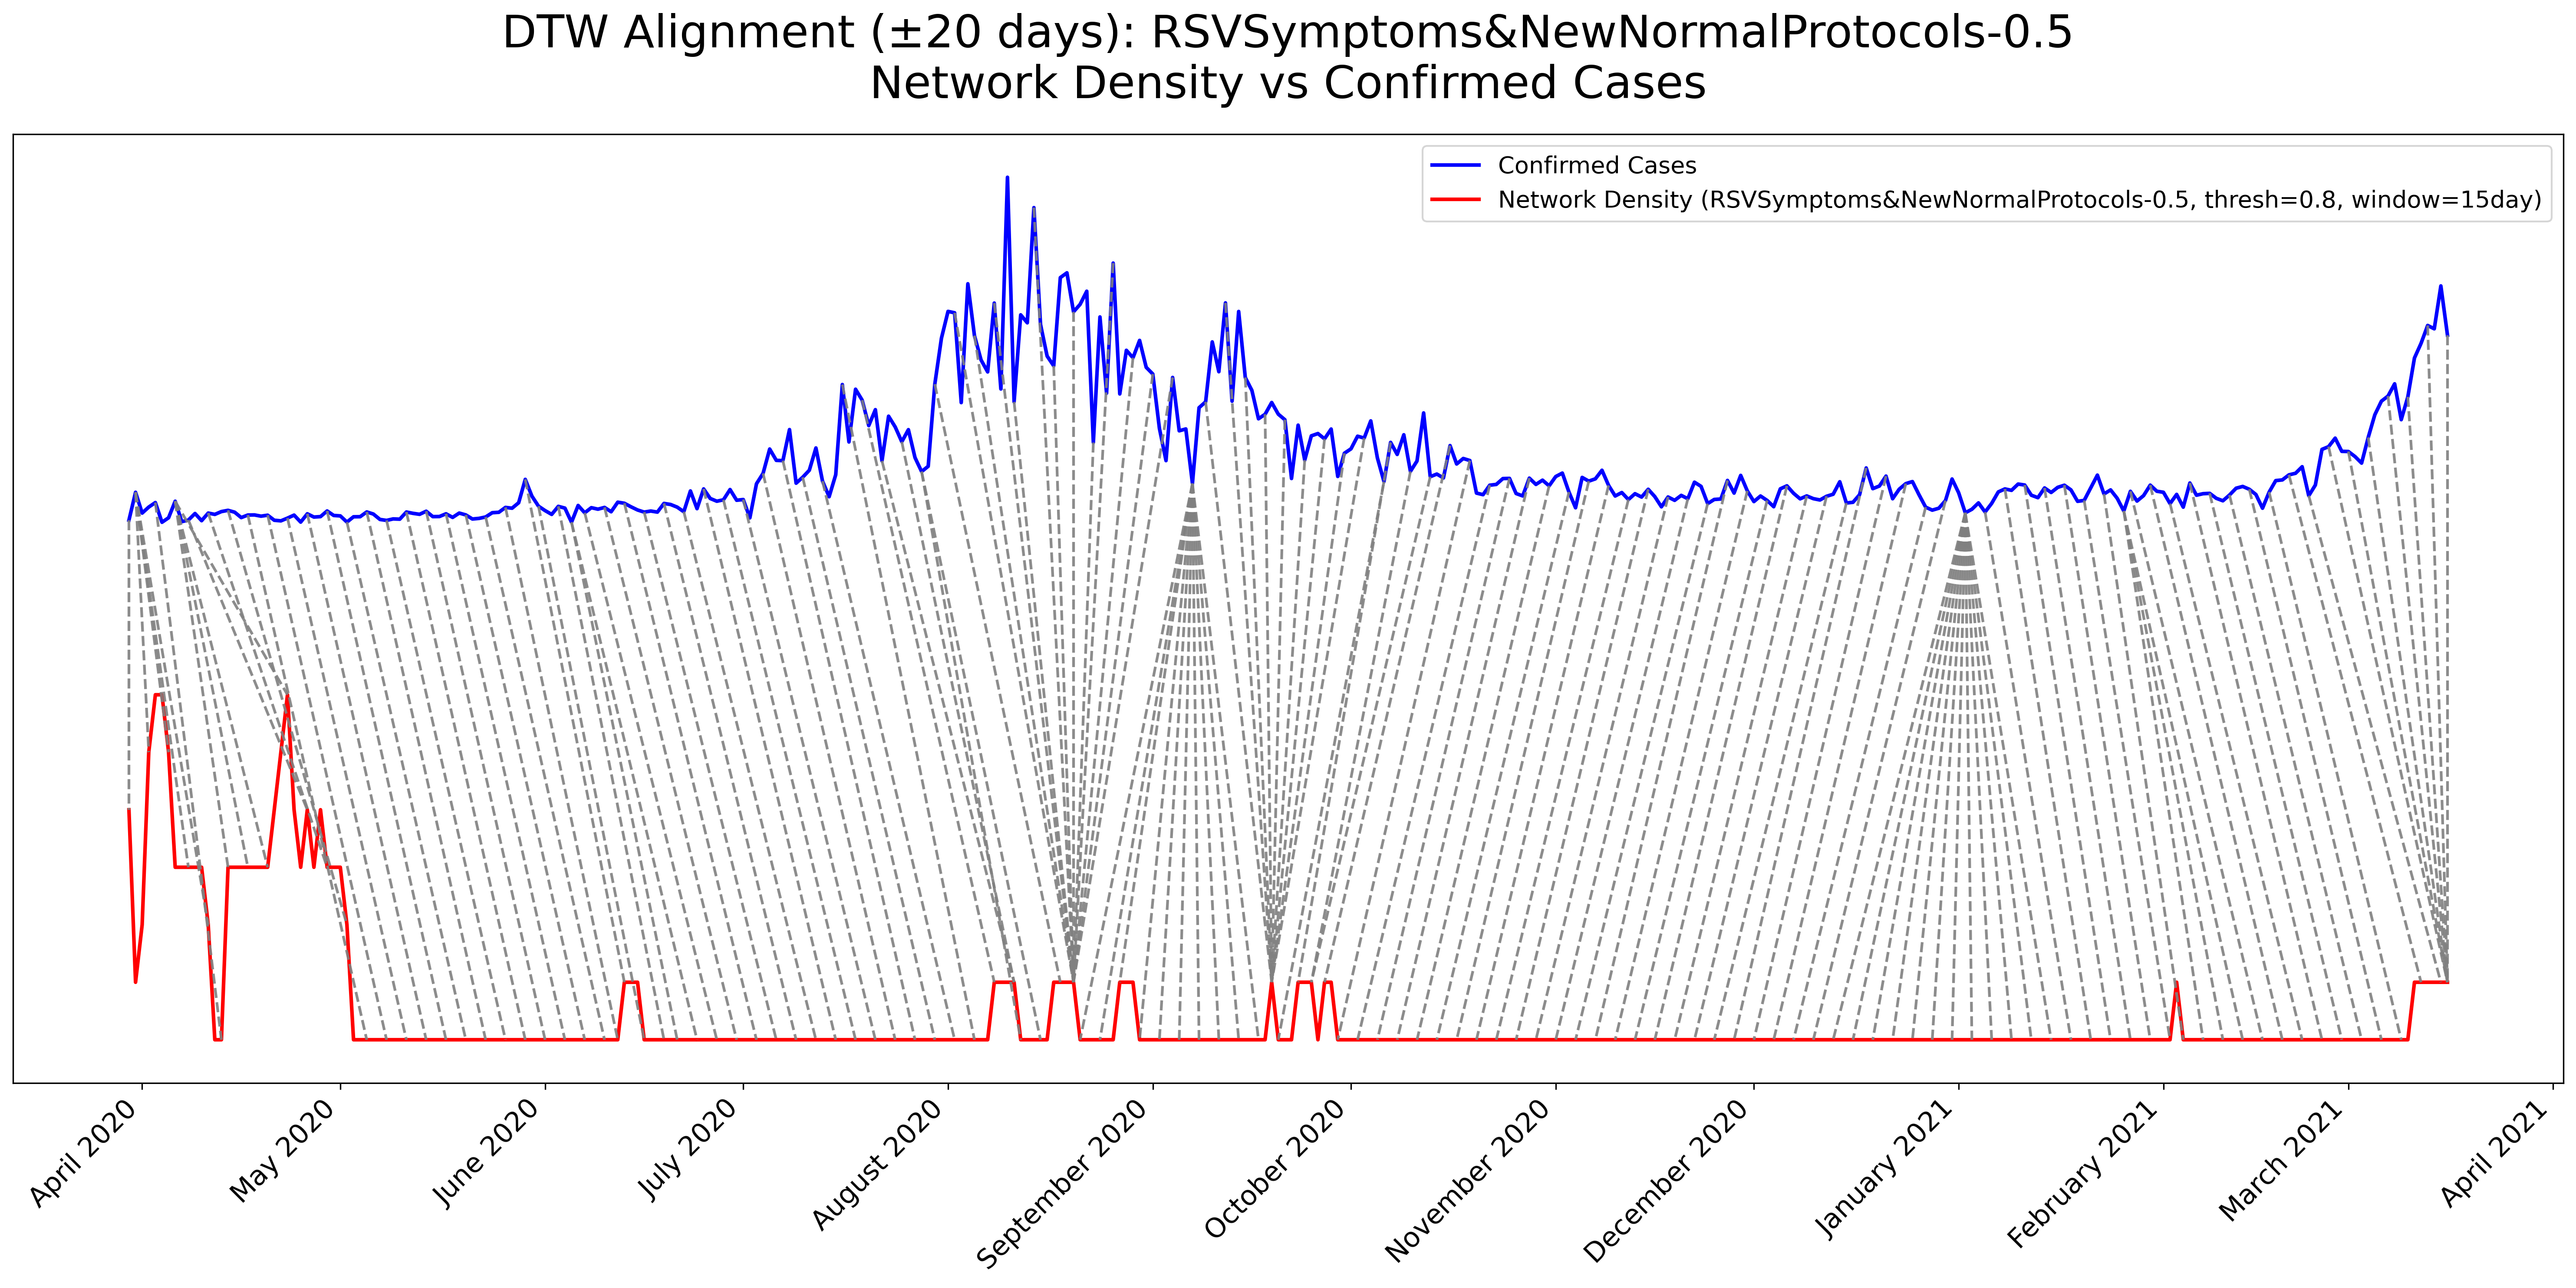 DTW Alignment (±20 days): RSVSymptoms&NewNormalProtocols-0.5
Network Density vs Confirmed Cases
Confirmed Cases
Network Density (RSVSymptoms&NewNormalProtocols-0.5, thresh=0.8, window=15day)
April 2020
May 2020
June 2020
July 2020
August 2020
September 2020
October 2020
November 2020
December 2020
January 2021
February 2021
March 2021
April 2021